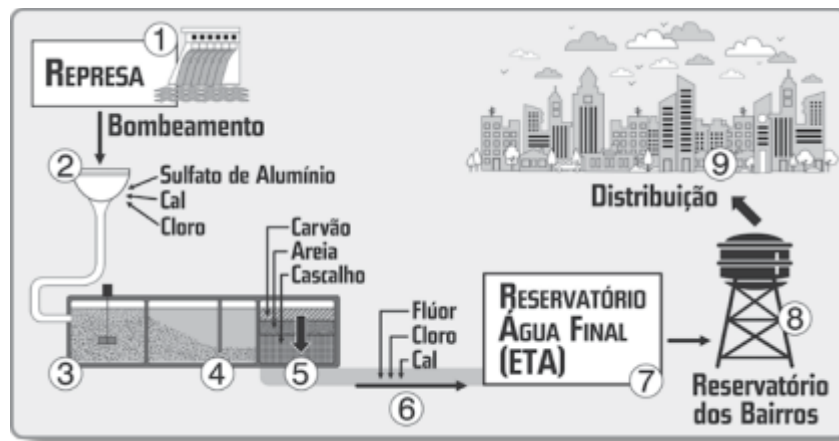 1
REPRESA
Bombeamento
2
Sulfato de Alumínio
Cal
Cloro
Carvão
Areia
Cascalho
3
4
5
Flúor
Cloro
Cal
6
RESERVATÓRIO
ÁGUA FINAL
(ETA)
7
8
Reservatório
dos Bairros
Distribuição
9